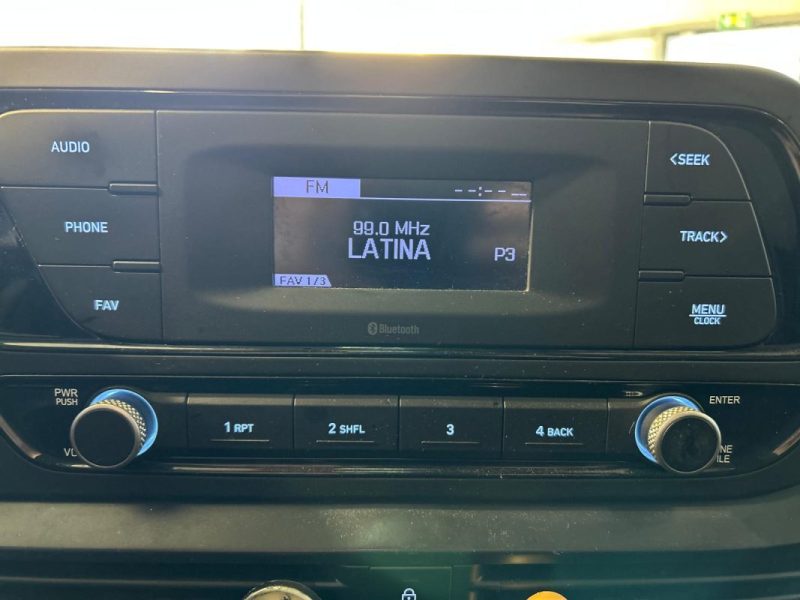 AUDIO
PHONE
FAV
FM
--:-- __
99.0 MHz
LATINA
P3
FAV 1/3
Bluetooth
<SEEK
TRACK>
MENU
CLOCK
PWR
PUSH
1 RPT
2 SHFL
3
4 BACK
ENTER